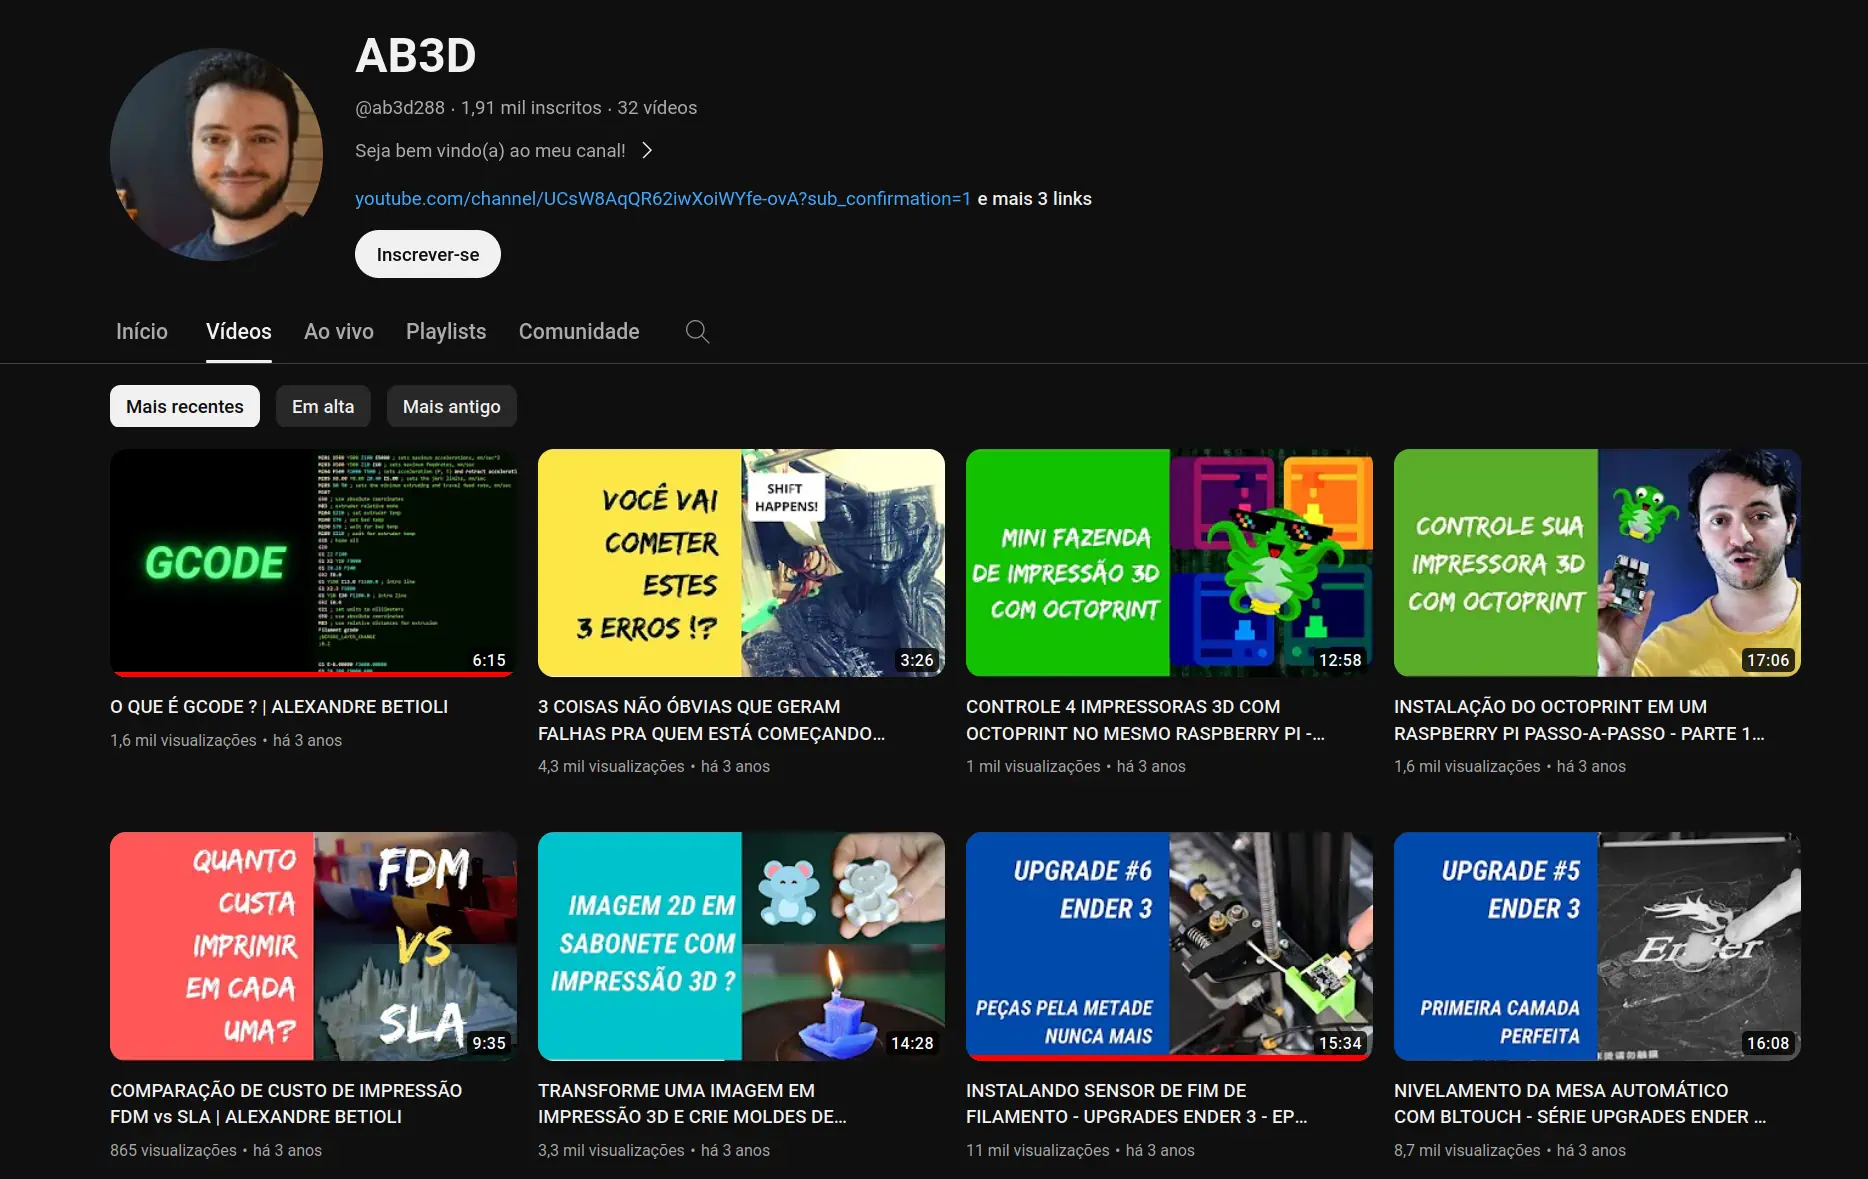 AB3D
@ab3d288 · 1,91 mil inscritos · 32 vídeos
Seja bem vindo(a) ao meu canal!
youtube.com/channel/UCsW8AqQR62iwXoiWYfe-ovA?sub_confirmation=1 e mais 3 links
Inscrever-se
Início Vídeos Ao vivo Playlists Comunidade
Mais recentes Em alta Mais antigo
GCODE
6:15
O QUE É GCODE ? | ALEXANDRE BETIOLI
1,6 mil visualizações • há 3 anos
VOCÊ VAI
COMETER
ESTES
3 ERROS !?
SHIFT
HAPPENS!
3:26
3 COISAS NÃO ÓBVIAS QUE GERAM
FALHAS PRA QUEM ESTÁ COMEÇANDO...
4,3 mil visualizações • há 3 anos
MINI FAZENDA
DE IMPRESSÃO 3D
COM OCTOPRINT
12:58
CONTROLE 4 IMPRESSORAS 3D COM
OCTOPRINT NO MESMO RASPBERRY PI -...
1 mil visualizações • há 3 anos
CONTROLE SUA
IMPRESSORA 3D
COM OCTOPRINT
17:06
INSTALAÇÃO DO OCTOPRINT EM UM
RASPBERRY PI PASSO-A-PASSO - PARTE 1...
1,6 mil visualizações • há 3 anos
QUANTO
CUSTA
IMPRIMIR
EM CADA
UMA?
FDM
VS
SLA
9:35
COMPARAÇÃO DE CUSTO DE IMPRESSÃO
FDM vs SLA | ALEXANDRE BETIOLI
865 visualizações • há 3 anos
IMAGEM 2D EM
SABONETE COM
IMPRESSÃO 3D ?
14:28
TRANSFORME UMA IMAGEM EM
IMPRESSÃO 3D E CRIE MOLDES DE...
3,3 mil visualizações • há 3 anos
UPGRADE #6
ENDER 3
PEÇAS PELA METADE
NUNCA MAIS
15:34
INSTALANDO SENSOR DE FIM DE
FILAMENTO - UPGRADES ENDER 3 - EP...
11 mil visualizações • há 3 anos
UPGRADE #5
ENDER 3
PRIMEIRA CAMADA
PERFEITA
Ender
16:08
NIVELAMENTO DA MESA AUTOMÁTICO
COM BLTOUCH - SÉRIE UPGRADES ENDER ...
8,7 mil visualizações • há 3 anos